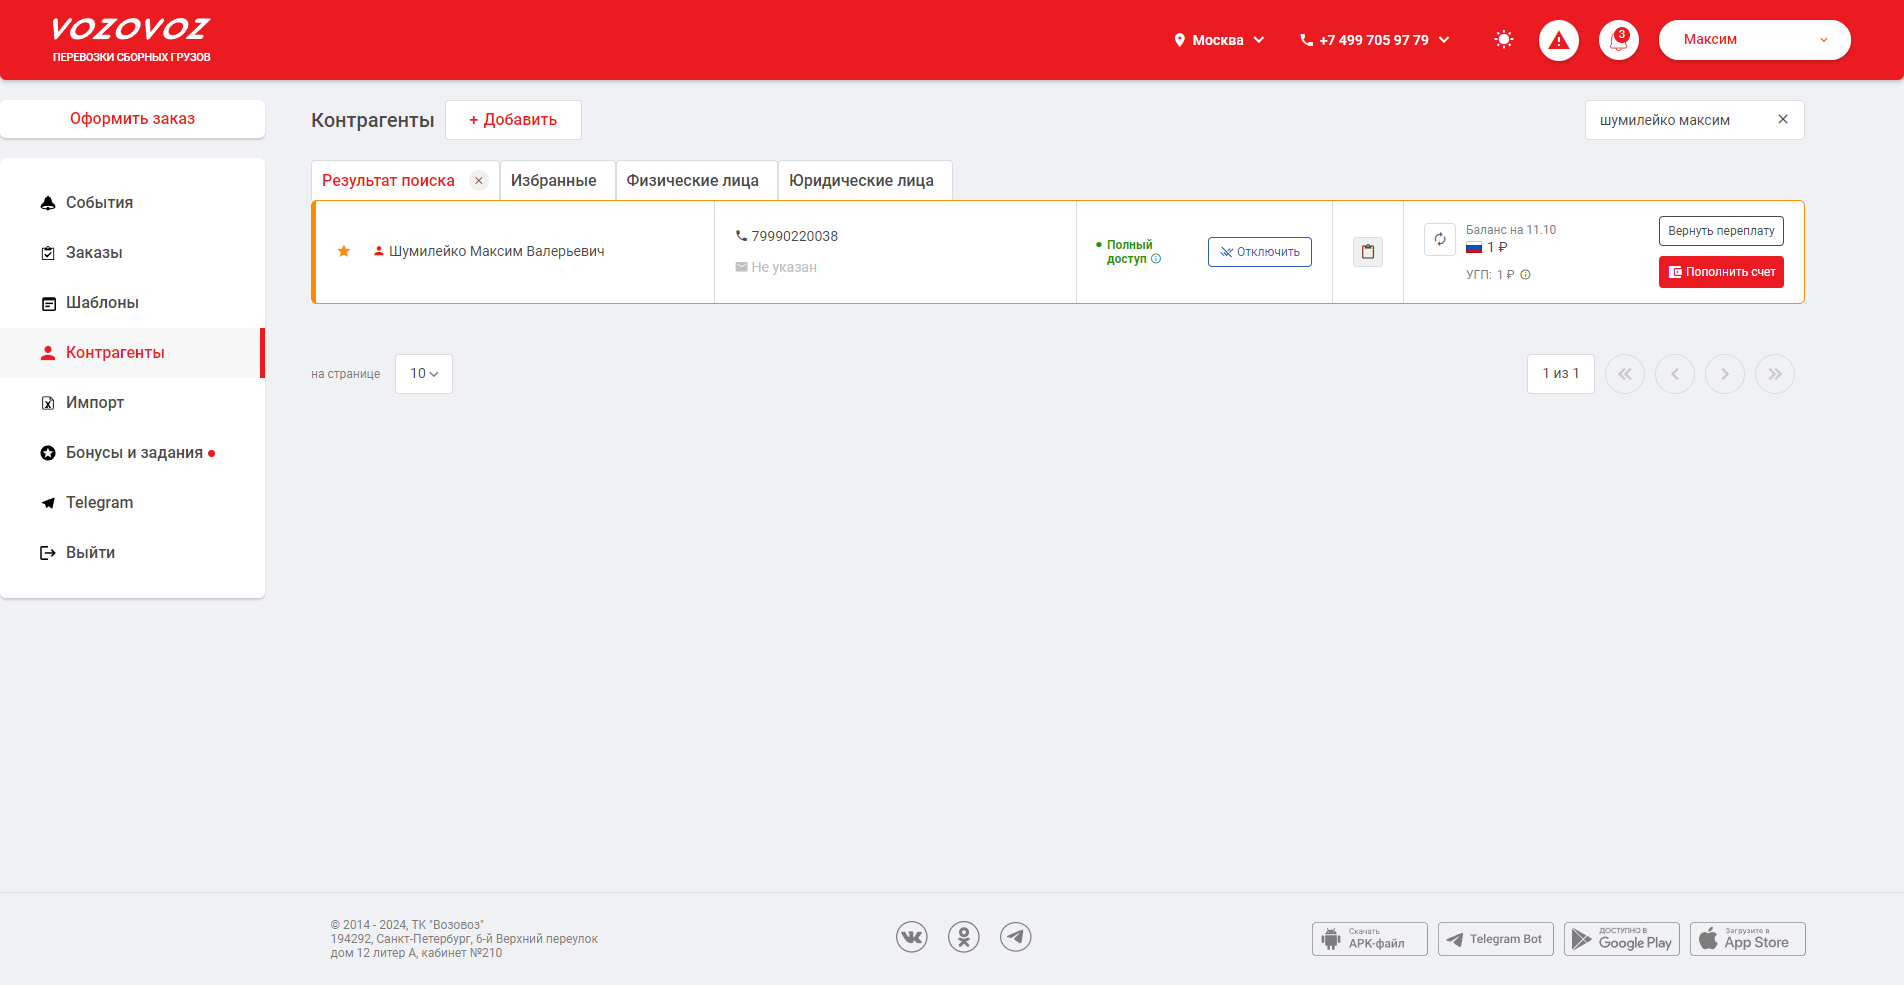 VOZOVOZ
ПЕРЕВОЗКИ СБОРНЫХ ГРУЗОВ
Москва
+7 499 705 97 79
3
Максим
Оформить заказ
События
Заказы
Шаблоны
Контрагенты
Импорт
Бонусы и задания
Telegram
Выйти
Контрагенты
+ Добавить
шумилейко максим
Результат поиска
Избранные
Физические лица
Юридические лица
Шумилейко Максим Валерьевич
79990220038
Не указан
Полный
доступ
Отключить
Баланс на 11.10
1 ₽
УГП: 1 ₽
Вернуть переплату
Пополнить счет
на странице
10
1 из 1
© 2014 - 2024, ТК "Возовоз"
194292, Санкт-Петербург, 6-й Верхний переулок
дом 12 литер А, кабинет №210
Скачать
APK-файл
Telegram Bot
ДОСТУПНО В
Google Play
Загрузите в
App Store